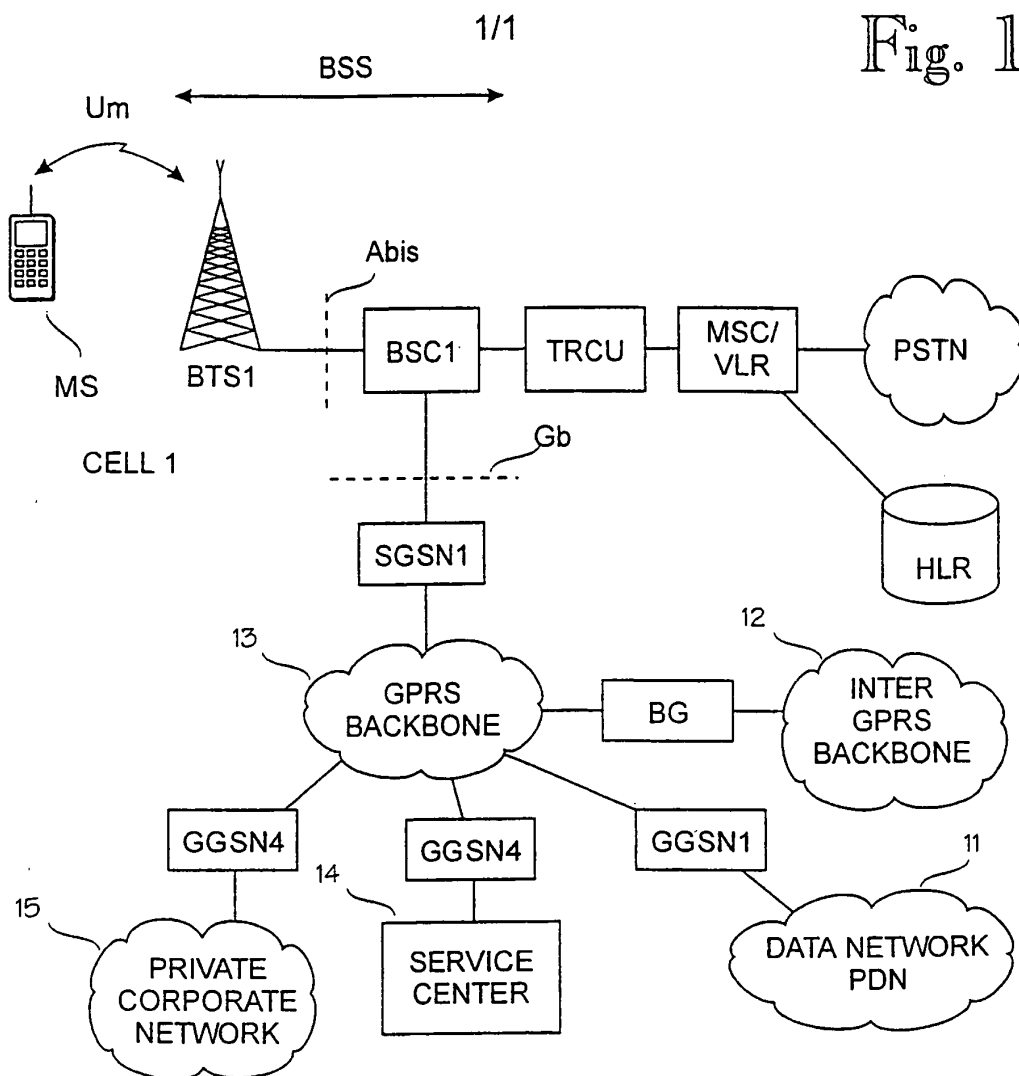 1/1
Fig. 1
BSS
Um
Abis
MS
BTS1
BSC1
TRCU
MSC/
VLR
PSTN
CELL 1
Gb
SGSN1
HLR
13
GPRS
BACKBONE
BG
12
INTER
GPRS
BACKBONE
GGSN4
GGSN4
GGSN1
15
PRIVATE
CORPORATE
NETWORK
14
SERVICE
CENTER
11
DATA NETWORK
PDN